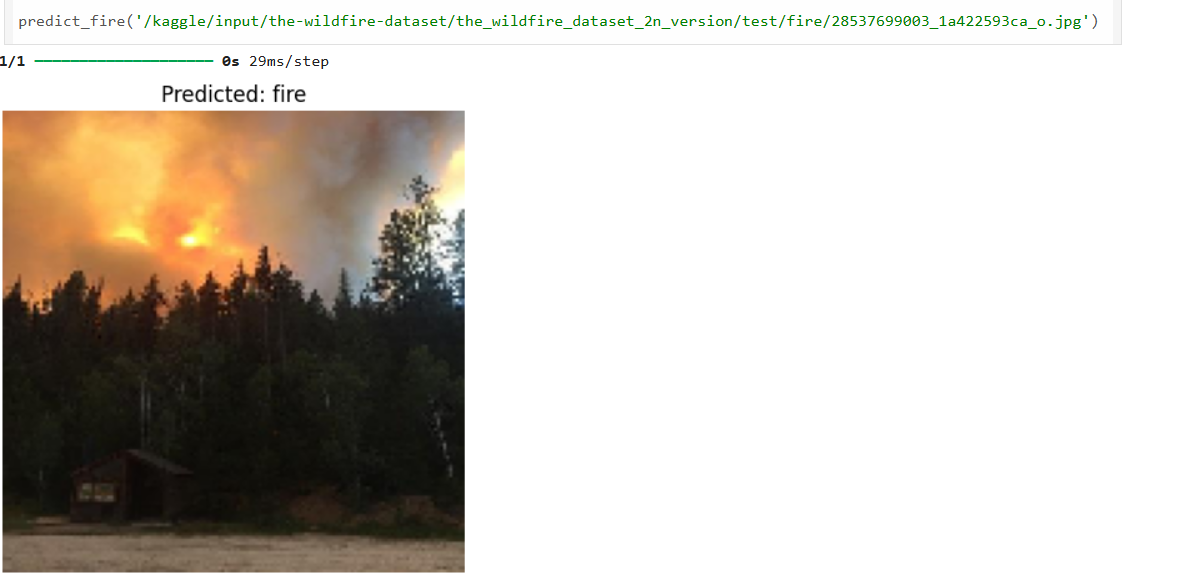 predict_fire('/kaggle/input/the-wildfire-dataset/the_wildfire_dataset_2n_version/test/fire/28537699003_1a422593ca_o.jpg')
1/1 ━━━━━━━━━━━━━━━━━━━━ 0s 29ms/step
Predicted: fire